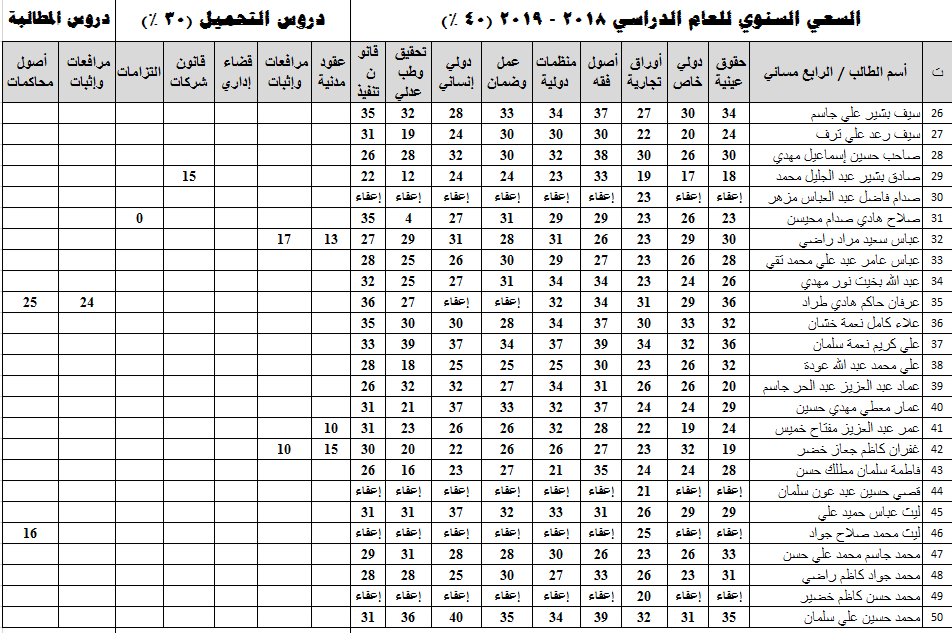 السعي السنوي للعام الدراسي ٢٠١٨ - ٢٠١٩ (٤٠ ٪) دروس التحميل (٣٠ ٪) دروس المطالبة
ت أسم الطالب / الرابع مسائي حقوق عينية دولي خاص أوراق تجارية أصول فقه منظمات دولية عمل وضمان دولي إنساني تحقيق وطب عدلي قانون تنفيذ عقود مدنية مرافعات وإثبات قضاء إداري قانون شركات التزامات مرافعات وإثبات أصول محاكمات
26 سيف بشير علي جاسم 34 30 27 37 34 33 28 32 35
27 سيف رعد علي ترف 24 20 22 30 30 30 24 19 31
28 صاحب حسين إسماعيل مهدي 30 26 30 38 32 30 32 28 26
29 صادق بشير عبد الجليل محمد 18 17 19 33 23 24 24 12 22 15
30 صدام فاضل عبد العباس مزهر إعفاء إعفاء 23 إعفاء إعفاء إعفاء إعفاء إعفاء إعفاء
31 صلاح هادي صدام محيسن 23 26 23 29 29 31 27 4 35 0
32 عباس سعيد مراد راضي 30 29 23 26 31 28 31 29 27 13 17
33 عباس عامر عبد علي محمد تقي 28 26 23 27 29 30 26 25 28
34 عبد الله بخيت نور مهدي 26 24 23 34 34 31 27 25 32
35 عرفان حاكم هادي طراد 36 29 31 34 32 إعفاء إعفاء 27 36 24 25
36 علاء كامل نعمة خشان 32 33 30 37 34 28 30 30 35
37 علي كريم نعمة سلمان 36 32 34 39 37 34 37 39 33
38 علي محمد عبد الله عودة 32 26 23 30 25 25 25 18 28
39 عماد عبد العزيز عبد الحر جاسم 20 26 26 31 34 27 32 32 26
40 عمار معطي مهدي حسين 29 24 24 37 32 33 37 21 31
41 عمر عبد العزيز مفتاح خميس 24 19 22 28 32 26 26 23 31 10
42 غفران كاظم جعاز خضر 19 32 23 27 26 26 22 20 30 15 10
43 فاطمة سلمان مطلك حسن 28 24 24 35 21 27 23 16 26
44 قصي حسين عبد عون سلمان إعفاء إعفاء 21 إعفاء إعفاء إعفاء إعفاء إعفاء إعفاء
45 ليث عباس حميد علي 29 29 26 31 33 32 37 31 31
46 ليث محمد صلاح جواد إعفاء إعفاء 25 إعفاء إعفاء إعفاء إعفاء إعفاء إعفاء 16
47 محمد جاسم محمد علي حسن 33 26 23 26 30 28 28 31 29
48 محمد جواد كاظم راضي 31 23 26 33 27 30 25 28 28
49 محمد حسن كاظم خضير إعفاء إعفاء 20 إعفاء إعفاء إعفاء إعفاء إعفاء إعفاء
50 محمد حسين علي سلمان 35 31 32 39 34 35 40 36 31